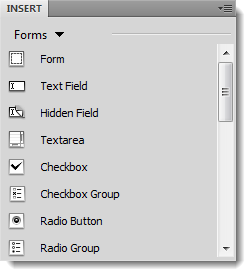 INSERT
Forms
Form
Text Field
Hidden Field
Textarea
Checkbox
Checkbox Group
Radio Button
Radio Group